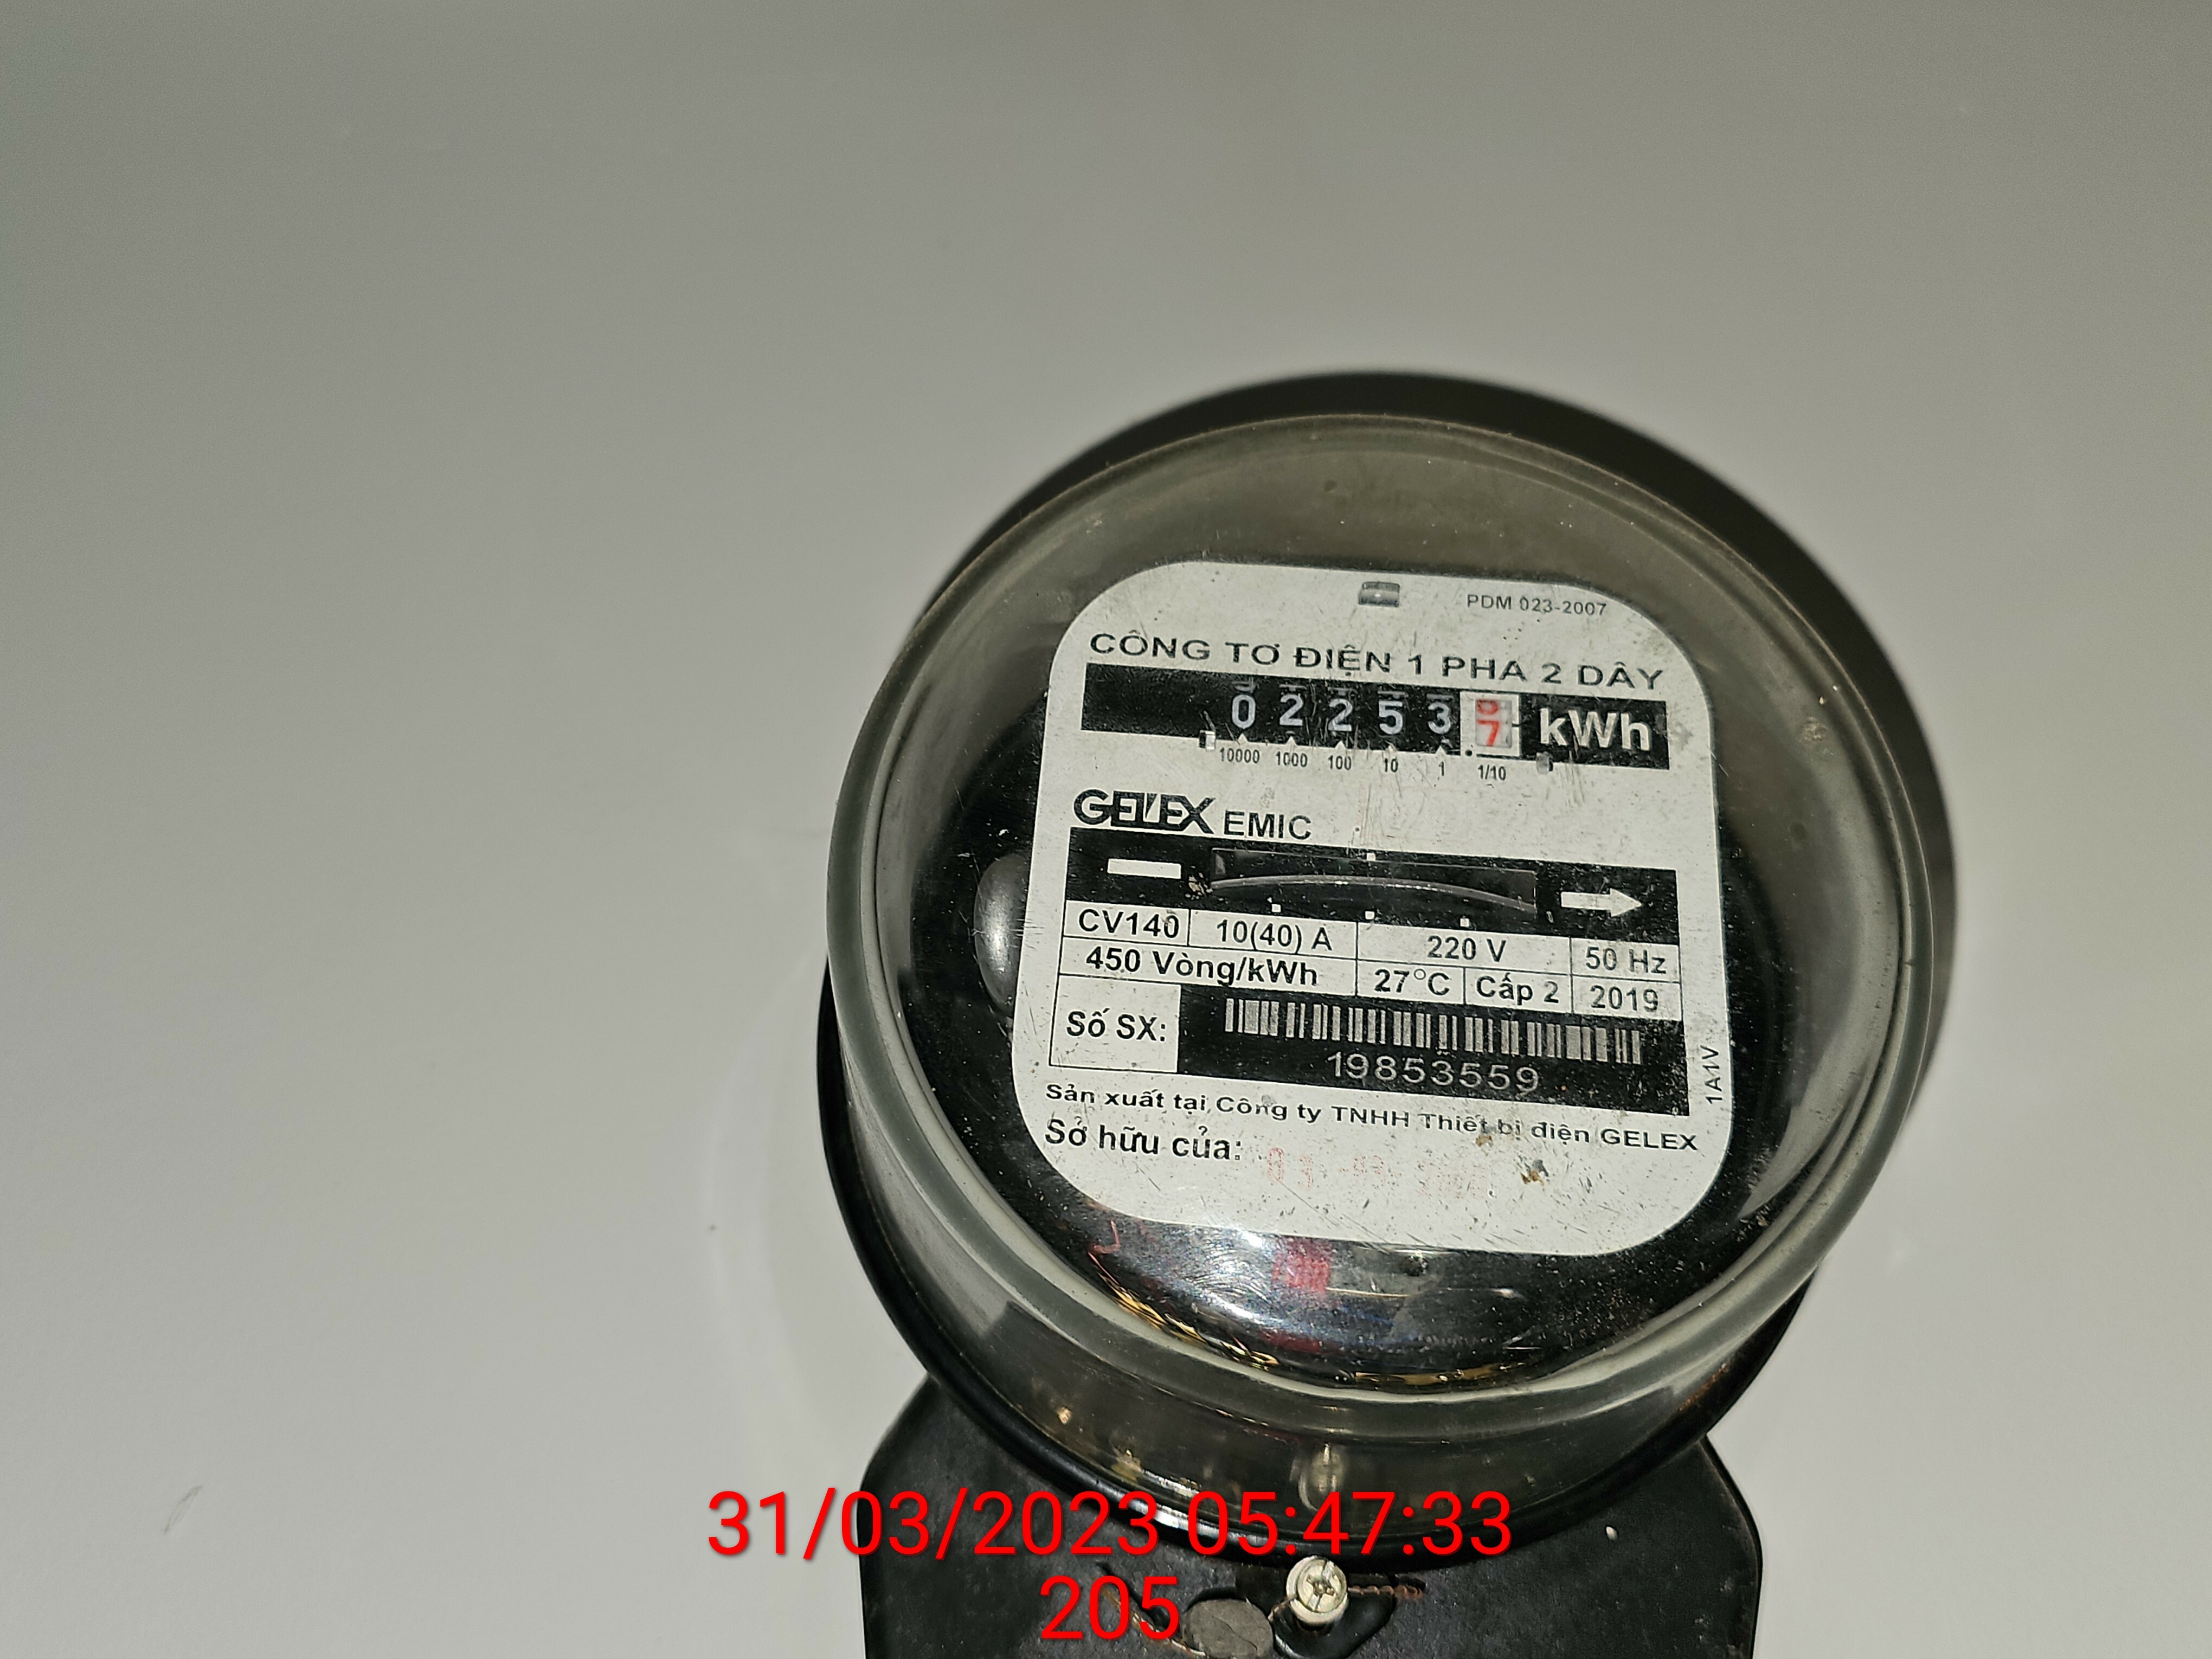 PDM 023-2007
CÔNG TƠ ĐIỆN 1 PHA 2 DÂY
0 2 2 5 3 7 kWh
10000 1000 100 10 1 1/10
GELEX EMIC
CV140 10(40) A 220 V 50 Hz
450 Vòng/kWh 27°C Cấp 2 2019
Số SX: 19853559
1A1V
Sản xuất tại Công ty TNHH Thiết bị điện GELEX
Sở hữu của:
31/03/2023 05:47:33
205